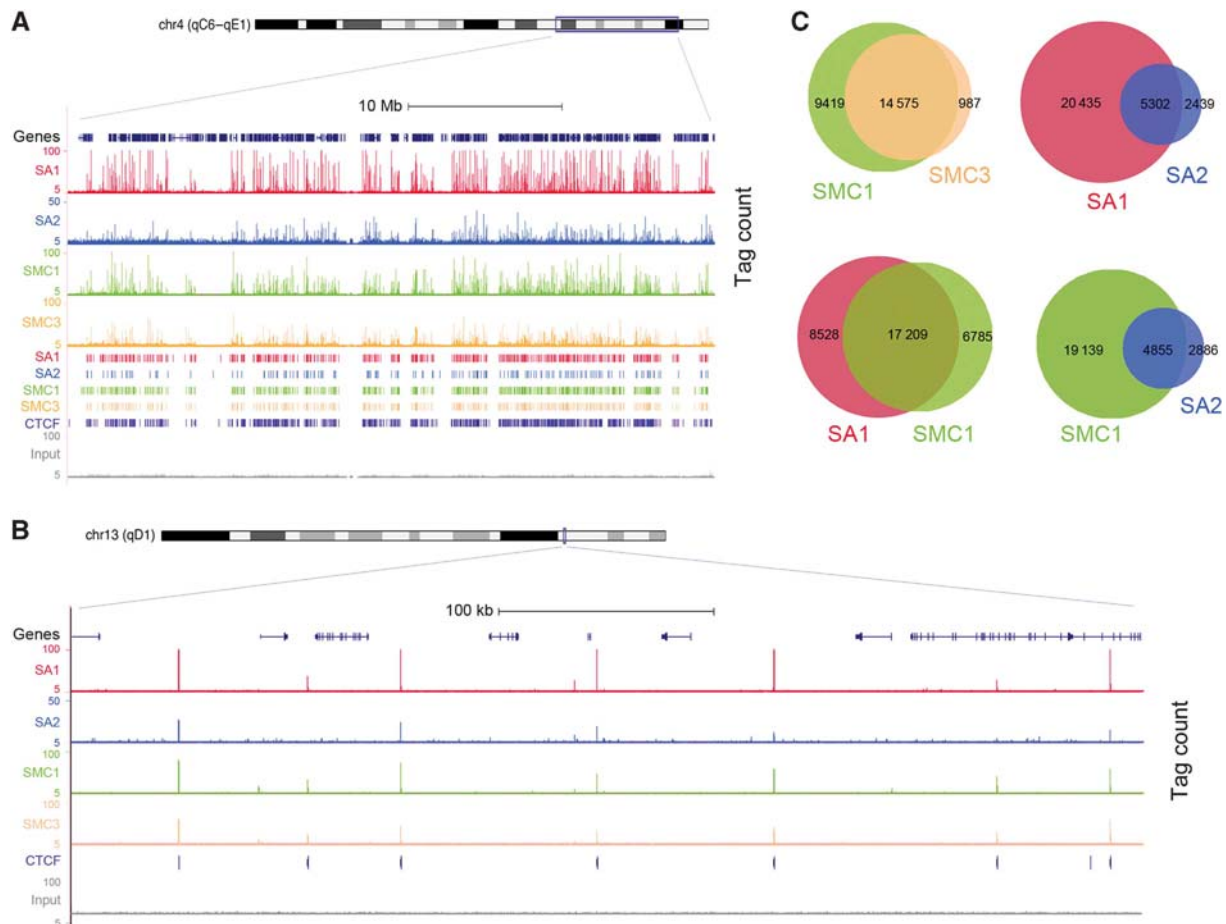 A
chr4 (qC6–qE1)
10 Mb
Genes
100
SA1
5
50
SA2
5
100
SMC1
5
100
SMC3
5
SA1
SA2
SMC1
SMC3
CTCF
100
Input
5
Tag count
B
chr13 (qD1)
100 kb
Genes
100
SA1
5
50
SA2
5
100
SMC1
5
100
SMC3
5
CTCF
100
Input
5
Tag count
C
9419
14 575
987
SMC1
SMC3
20 435
5302
2439
SA1
SA2
8528
17 209
6785
SA1
SMC1
19 139
4855
2886
SMC1
SA2